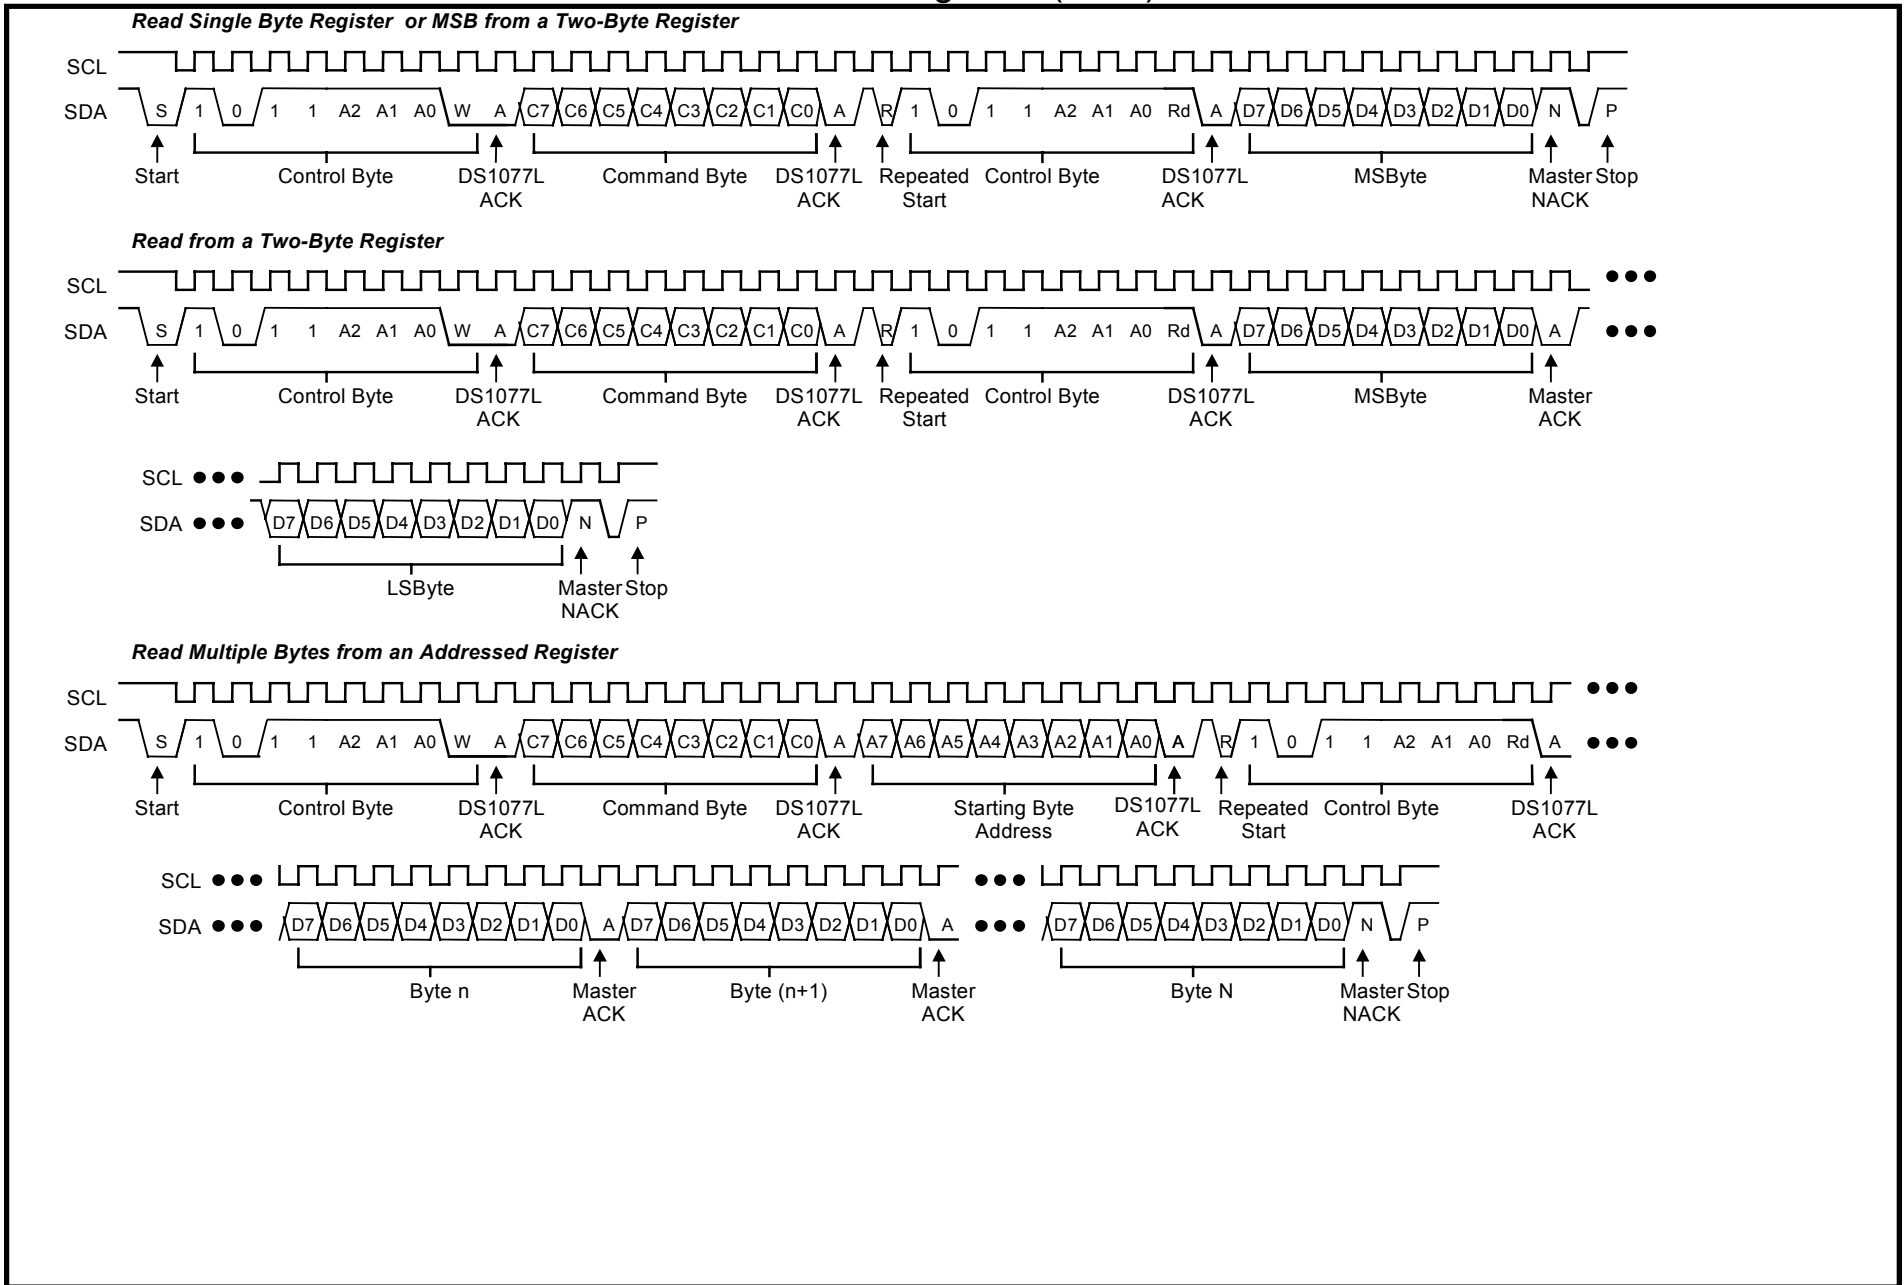 Read Single Byte Register or MSB from a Two-Byte Register
SCL
SDA S 1 0 1 1 A2 A1 A0 W A C7 C6 C5 C4 C3 C2 C1 C0 A R 1 0 1 1 A2 A1 A0 Rd A D7 D6 D5 D4 D3 D2 D1 D0 N P
Start Control Byte DS1077L Command Byte DS1077L Repeated Control Byte DS1077L MSByte Master Stop
ACK ACK Start ACK NACK
Read from a Two-Byte Register
SCL
SDA S 1 0 1 1 A2 A1 A0 W A C7 C6 C5 C4 C3 C2 C1 C0 A R 1 0 1 1 A2 A1 A0 Rd A D7 D6 D5 D4 D3 D2 D1 D0 A
Start Control Byte DS1077L Command Byte DS1077L Repeated Control Byte DS1077L MSByte Master
ACK ACK Start ACK ACK
SCL
SDA D7 D6 D5 D4 D3 D2 D1 D0 N P
LSByte Master Stop
NACK
Read Multiple Bytes from an Addressed Register
SCL
SDA S 1 0 1 1 A2 A1 A0 W A C7 C6 C5 C4 C3 C2 C1 C0 A A7 A6 A5 A4 A3 A2 A1 A0 A R 1 0 1 1 A2 A1 A0 Rd A
Start Control Byte DS1077L Command Byte DS1077L Starting Byte DS1077L Repeated Control Byte DS1077L
ACK ACK Address ACK Start ACK
SCL
SDA D7 D6 D5 D4 D3 D2 D1 D0 A D7 D6 D5 D4 D3 D2 D1 D0 A D7 D6 D5 D4 D3 D2 D1 D0 N P
Byte n Master Byte (n+1) Master Byte N Master Stop
ACK ACK NACK